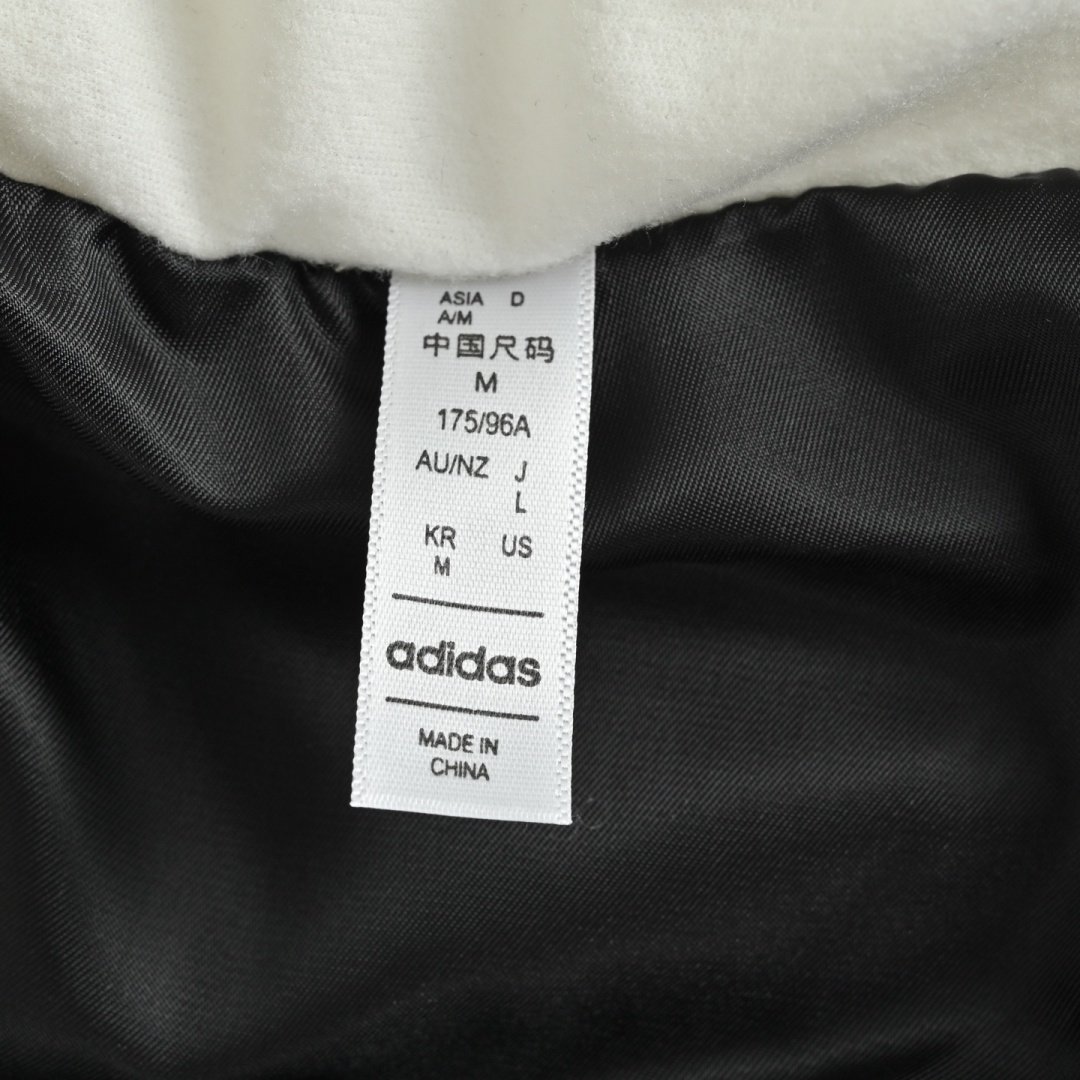 ASIA D
A/M
中国尺码
M
175/96A
AU/NZ J
L
KR US
M
adidas
MADE IN
CHINA